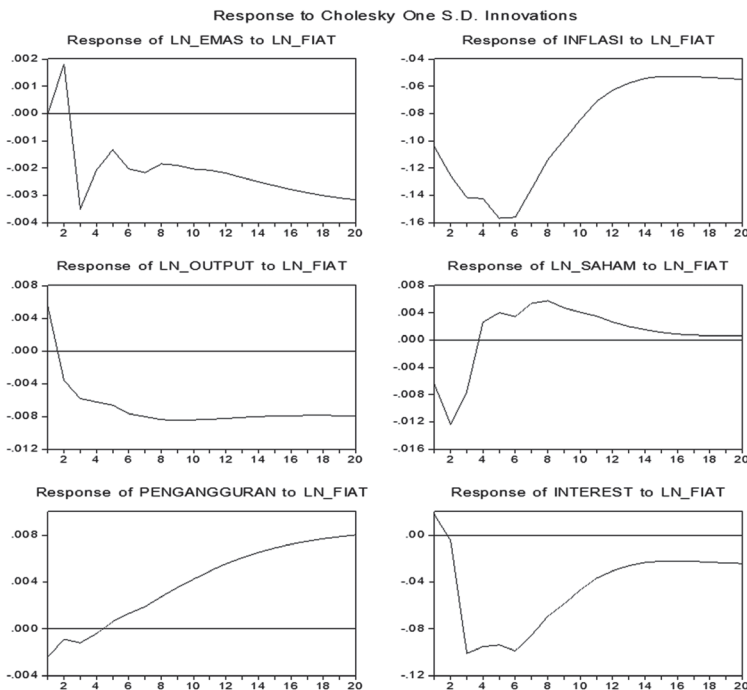 Response to Cholesky One S.D. Innovations
Response of LN_EMAS to LN_FIAT
.002
.001
.000
-.001
-.002
-.003
-.004
2 4 6 8 10 12 14 16 18 20
Response of INFLASI to LN_FIAT
-.04
-.06
-.08
-.10
-.12
-.14
-.16
2 4 6 8 10 12 14 16 18 20
Response of LN_OUTPUT to LN_FIAT
.008
.004
.000
-.004
-.008
-.012
2 4 6 8 10 12 14 16 18 20
Response of LN_SAHAM to LN_FIAT
.008
.004
.000
-.004
-.008
-.012
-.016
2 4 6 8 10 12 14 16 18 20
Response of PENGANGGURAN to LN_FIAT
.008
.004
.000
-.004
2 4 6 8 10 12 14 16 18 20
Response of INTEREST to LN_FIAT
.00
-.04
-.08
-.12
2 4 6 8 10 12 14 16 18 20